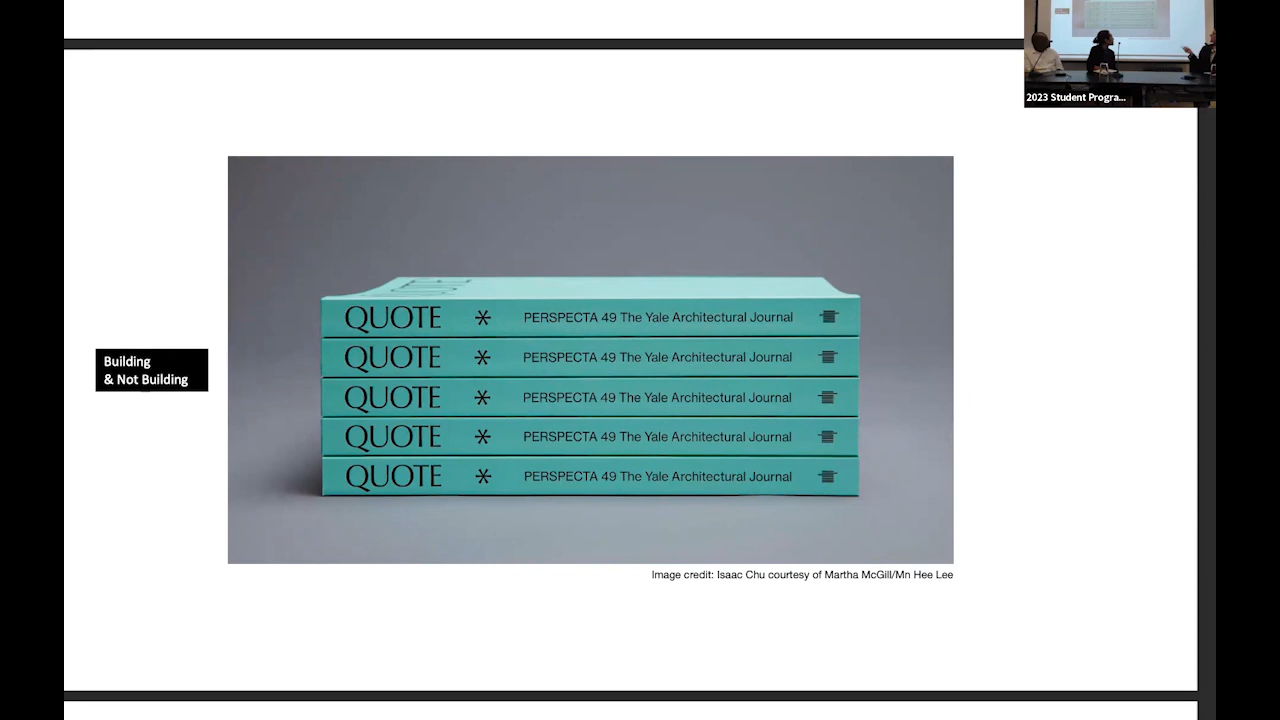 2023 Student Progra...
QUOTE * PERSPECTA 49 The Yale Architectural Journal
QUOTE * PERSPECTA 49 The Yale Architectural Journal
QUOTE * PERSPECTA 49 The Yale Architectural Journal
QUOTE * PERSPECTA 49 The Yale Architectural Journal
QUOTE * PERSPECTA 49 The Yale Architectural Journal
Building
& Not Building
Image credit: Isaac Chu courtesy of Martha McGill/Mn Hee Lee